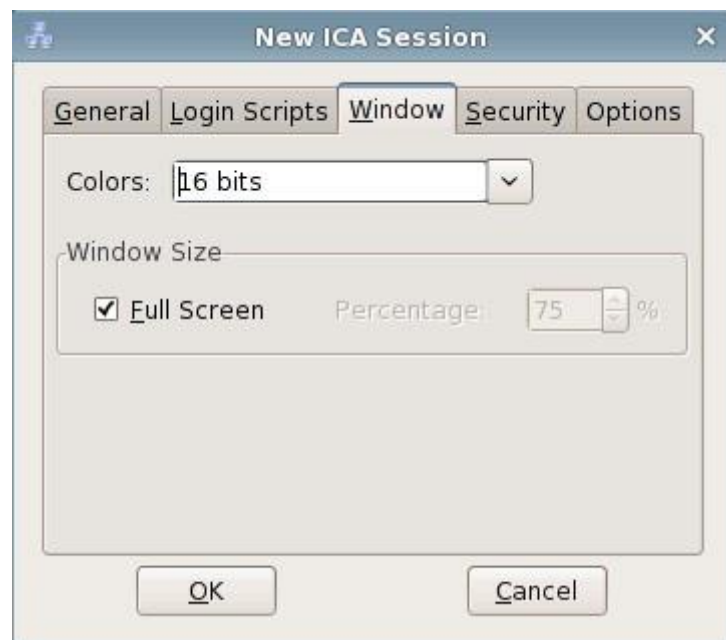 New ICA Session
General Login Scripts Window Security Options
Colors: 16 bits
Window Size
Full Screen Percentage: 75 %
OK Cancel